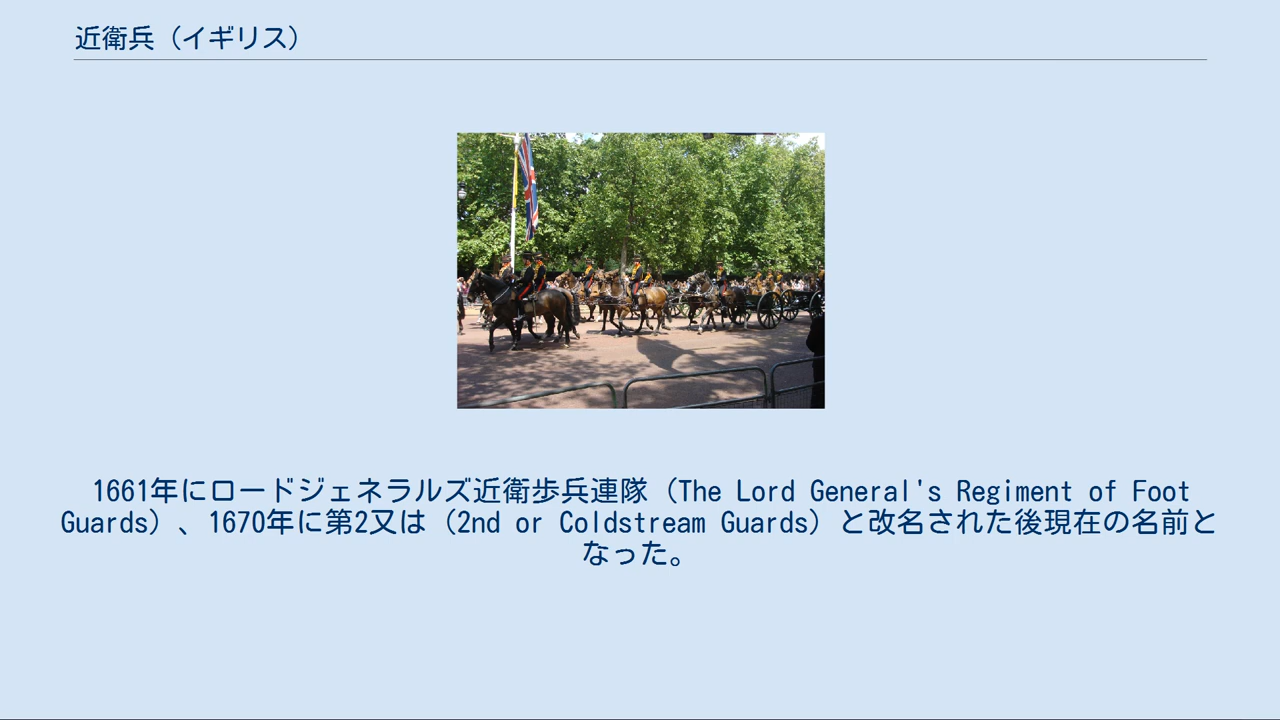 近衛兵（イギリス）
1661年にロードジェネラルズ近衛歩兵連隊（The Lord General's Regiment of Foot
Guards）、1670年に第2又は（2nd or Coldstream Guards）と改名された後現在の名前と
なった。